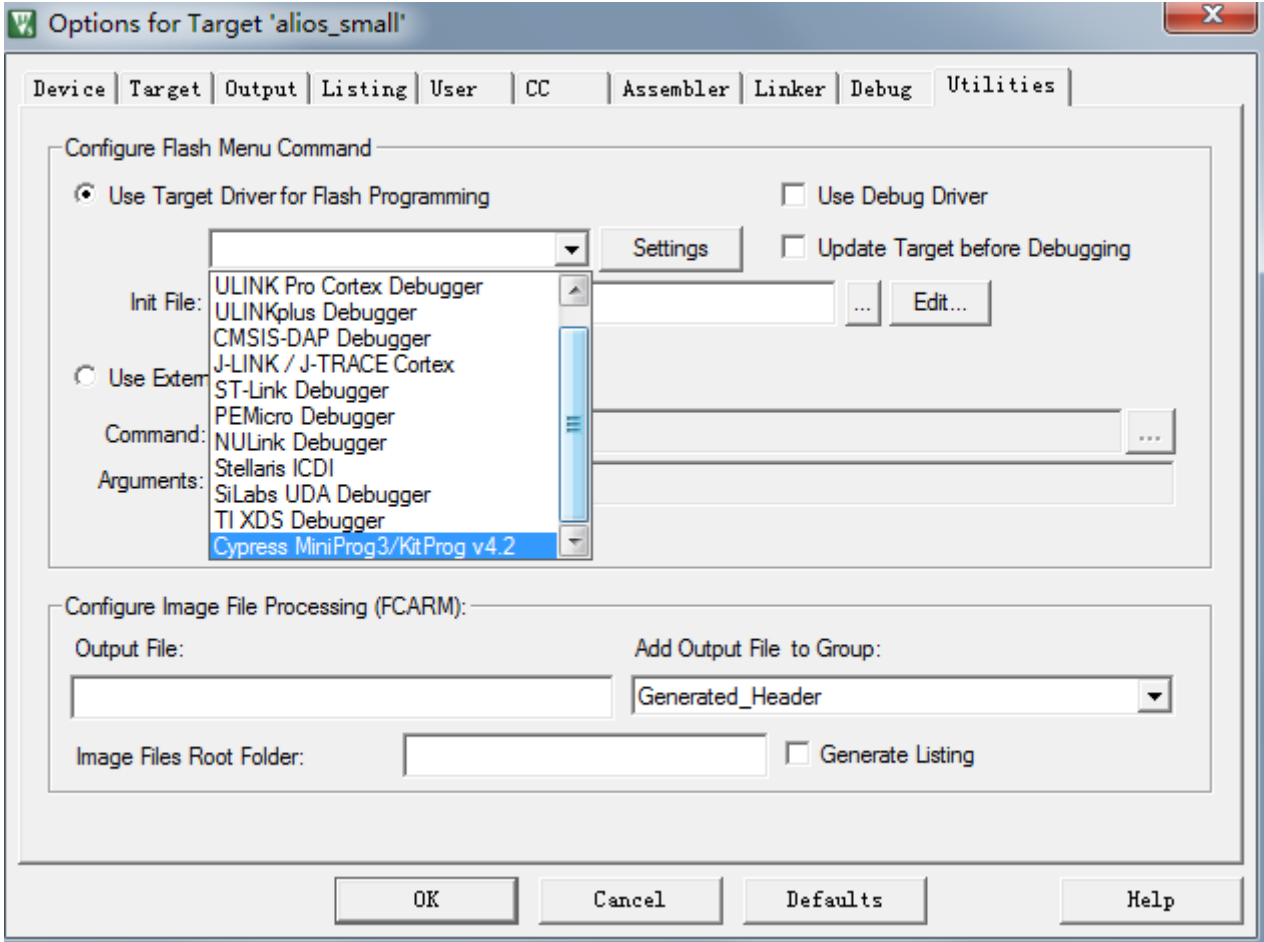 Options for Target 'alios_small'
Device Target Output Listing User CC Assembler Linker Debug Utilities
Configure Flash Menu Command
Use Target Driver for Flash Programming Use Debug Driver
Settings Update Target before Debugging
ULINK Pro Cortex Debugger
Init File: ... Edit...
ULINKplus Debugger
CMSIS-DAP Debugger
J-LINK / J-TRACE Cortex
Use Extern
ST-Link Debugger
PEMicro Debugger
Command: ...
NULink Debugger
Stellaris ICDI
Arguments:
SiLabs UDA Debugger
TI XDS Debugger
Cypress MiniProg3/KitProg v4.2
Configure Image File Processing (FCARM):
Output File: Add Output File to Group:
Generated_Header
Image Files Root Folder: Generate Listing
OK Cancel Defaults Help